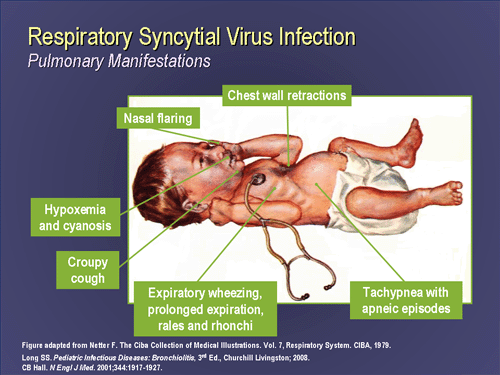 Respiratory Syncytial Virus Infection
Pulmonary Manifestations
Chest wall retractions
Nasal flaring
Hypoxemia
and cyanosis
Croupy
cough
Expiratory wheezing,
prolonged expiration,
rales and rhonchi
Tachypnea with
apneic episodes
Figure adapted from Netter F. The Ciba Collection of Medical Illustrations. Vol. 7, Respiratory System. CIBA, 1979.
Long SS. Pediatric Infectious Diseases: Bronchiolitis, 3rd Ed., Churchill Livingston; 2008.
CB Hall. N Engl J Med. 2001;344:1917-1927.